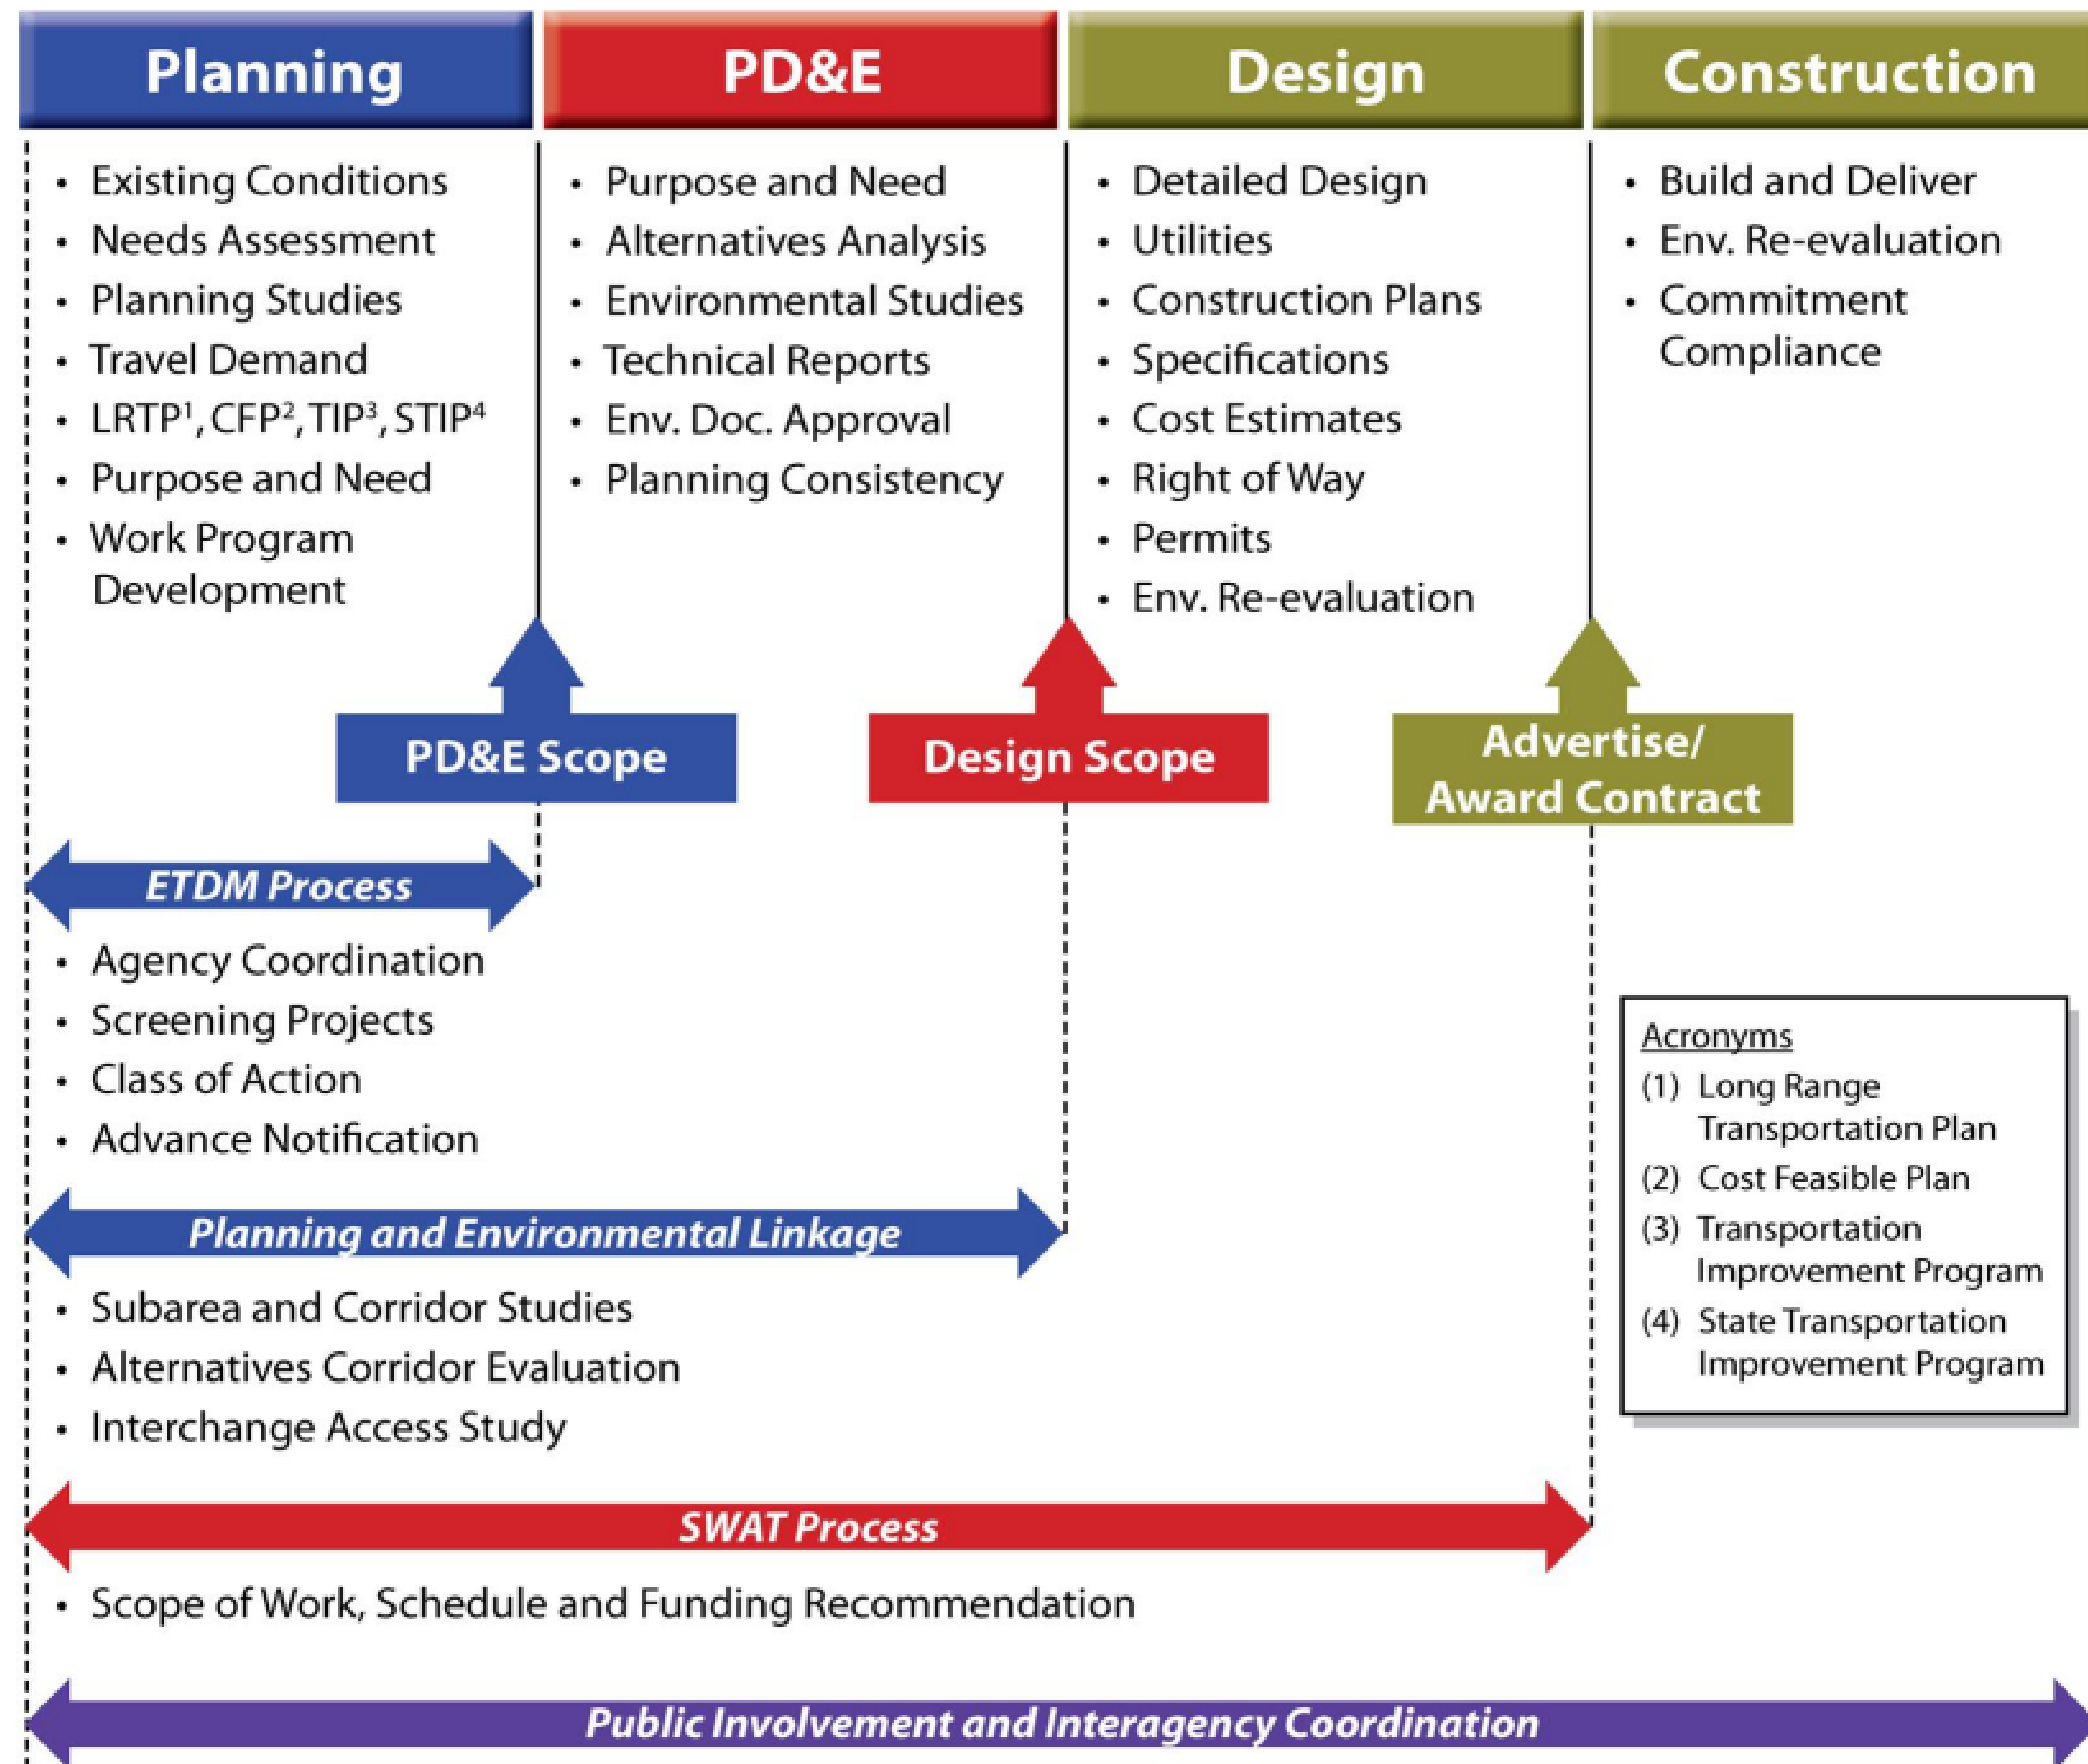 Planning
PD&E
Design
Construction
• Existing Conditions
• Needs Assessment
• Planning Studies
• Travel Demand
• LRTP¹, CFP², TIP³, STIP⁴
• Purpose and Need
• Work Program
Development
• Purpose and Need
• Alternatives Analysis
• Environmental Studies
• Technical Reports
• Env. Doc. Approval
• Planning Consistency
• Detailed Design
• Utilities
• Construction Plans
• Specifications
• Cost Estimates
• Right of Way
• Permits
• Env. Re-evaluation
• Build and Deliver
• Env. Re-evaluation
• Commitment
Compliance
PD&E Scope
Design Scope
Advertise/
Award Contract
ETDM Process
• Agency Coordination
• Screening Projects
• Class of Action
• Advance Notification
Planning and Environmental Linkage
• Subarea and Corridor Studies
• Alternatives Corridor Evaluation
• Interchange Access Study
SWAT Process
• Scope of Work, Schedule and Funding Recommendation
Public Involvement and Interagency Coordination
Acronyms
(1) Long Range
Transportation Plan
(2) Cost Feasible Plan
(3) Transportation
Improvement Program
(4) State Transportation
Improvement Program